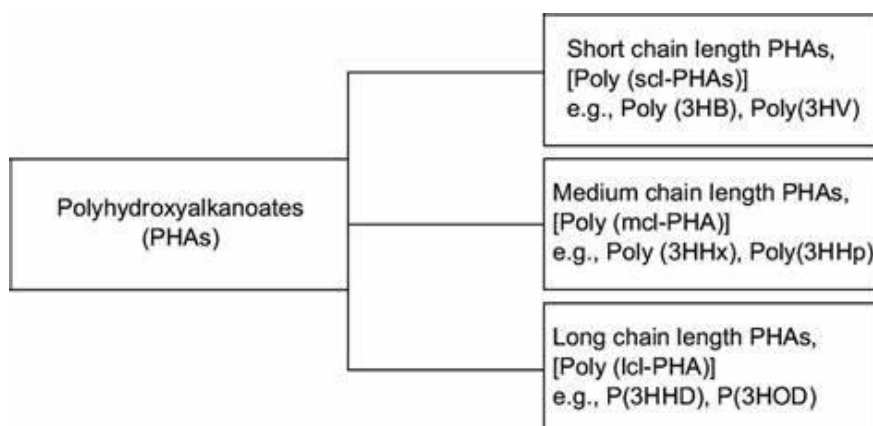 Short chain length PHAs,
[Poly (scl-PHAs)]
e.g., Poly (3HB), Poly(3HV)
Polyhydroxyalkanoates
(PHAs)
Medium chain length PHAs,
[Poly (mcl-PHA)]
e.g., Poly (3HHx), Poly(3HHp)
Long chain length PHAs,
[Poly (lcl-PHA)]
e.g., P(3HHD), P(3HOD)